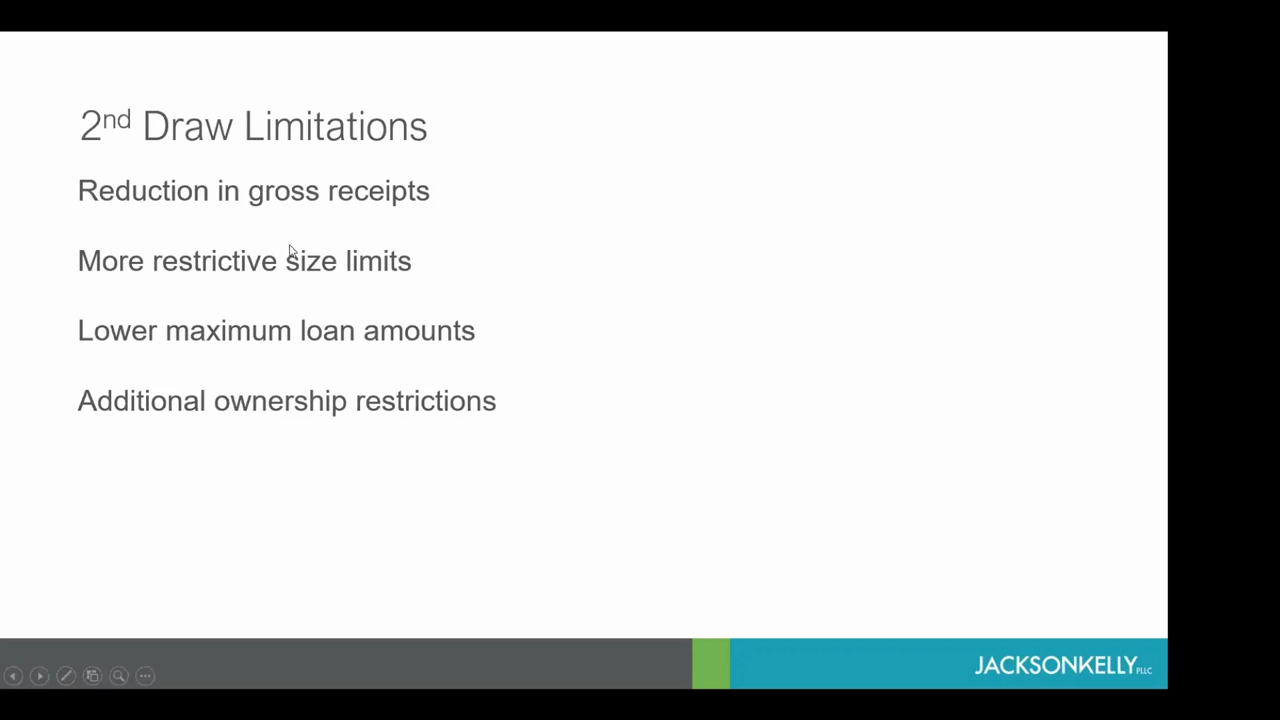 2nd Draw Limitations
Reduction in gross receipts
More restrictive size limits
Lower maximum loan amounts
Additional ownership restrictions
JACKSONKELLY PLLC